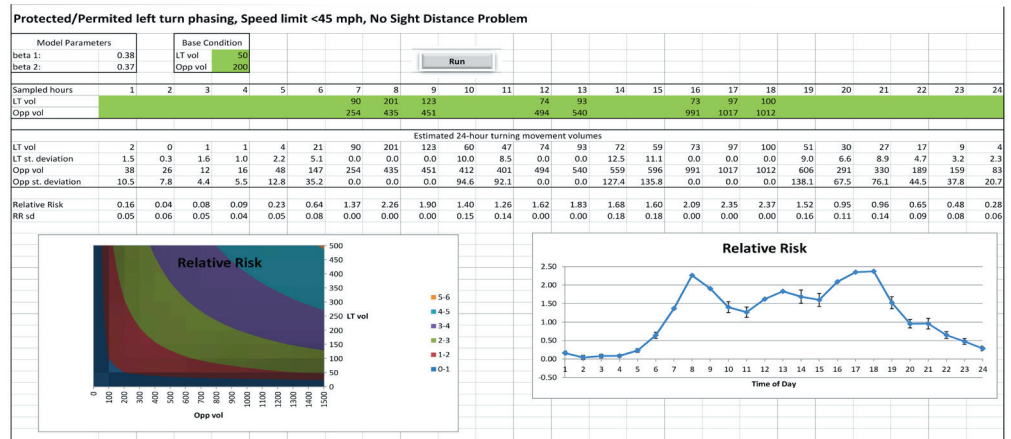 Protected/Permited left turn phasing, Speed limit <45 mph, No Sight Distance Problem
Model Parameters Base Condition
beta 1: 0.38 LT vol 50
beta 2: 0.37 Opp vol 200
Run
Sampled hours 1 2 3 4 5 6 7 8 9 10 11 12 13 14 15 16 17 18 19 20 21 22 23 24
LT vol 90 201 123 74 93 73 97 100
Opp vol 254 435 451 494 540 991 1017 1012
Estimated 24-hour turning movement volumes
LT vol 2 0 1 1 4 21 90 201 123 60 47 74 93 72 59 73 97 100 51 30 27 17 9 4
LT st. deviation 1.5 0.3 1.6 1.0 2.2 5.1 0.0 0.0 0.0 10.0 8.5 0.0 0.0 12.5 11.1 0.0 0.0 0.0 9.0 6.6 8.9 4.7 3.2 2.3
Opp vol 38 26 12 16 48 147 254 435 451 412 401 494 540 559 596 991 1017 1012 606 291 330 189 159 83
Opp st. deviation 10.5 7.8 4.4 5.5 12.8 35.2 0.0 0.0 0.0 94.6 92.1 0.0 0.0 127.4 135.8 0.0 0.0 0.0 138.1 67.5 76.1 44.5 37.8 20.7
Relative Risk 0.16 0.04 0.08 0.09 0.23 0.64 1.37 2.26 1.90 1.40 1.26 1.62 1.83 1.68 1.60 2.09 2.35 2.37 1.52 0.95 0.96 0.65 0.48 0.28
RR sd 0.05 0.06 0.05 0.04 0.05 0.08 0.00 0.00 0.00 0.15 0.14 0.00 0.00 0.18 0.18 0.00 0.00 0.00 0.16 0.11 0.14 0.09 0.08 0.06
Relative Risk
500
450
400
350
300
250 LT vol
200
150
100
50
0
0 100 200 300 400 500 600 700 800 900 1000 1100 1200 1300 1400 1500
Opp vol
5-6
4-5
3-4
2-3
1-2
0-1
Relative Risk
2.50
2.00
1.50
1.00
0.50
0.00
-0.50
1 2 3 4 5 6 7 8 9 10 11 12 13 14 15 16 17 18 19 20 21 22 23 24
Time of Day